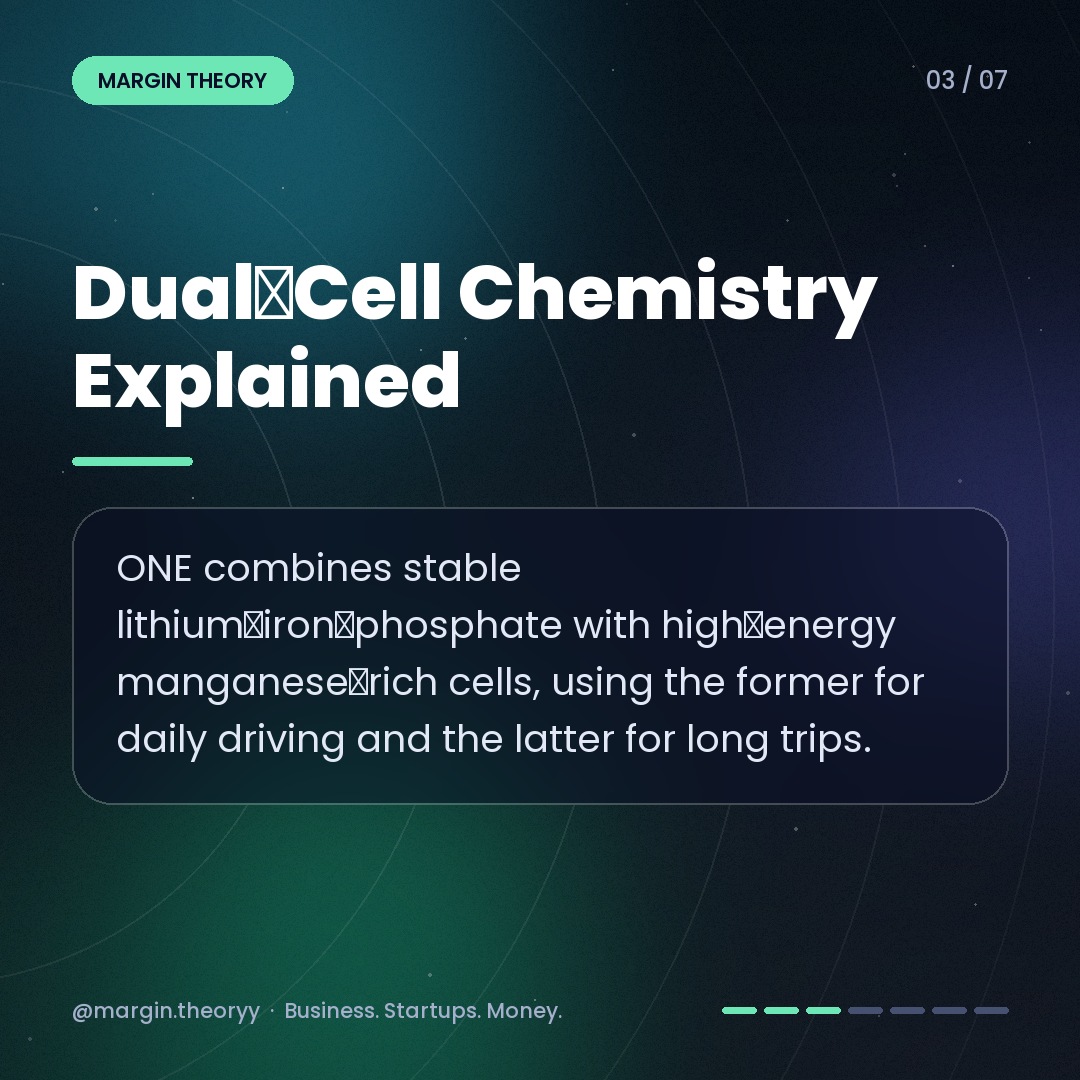 MARGIN THEORY
03 / 07
Dual☒Cell Chemistry
Explained
ONE combines stable
lithium☒iron☒phosphate with high☒energy
manganese☒rich cells, using the former for
daily driving and the latter for long trips.
@margin.theoryy · Business. Startups. Money.